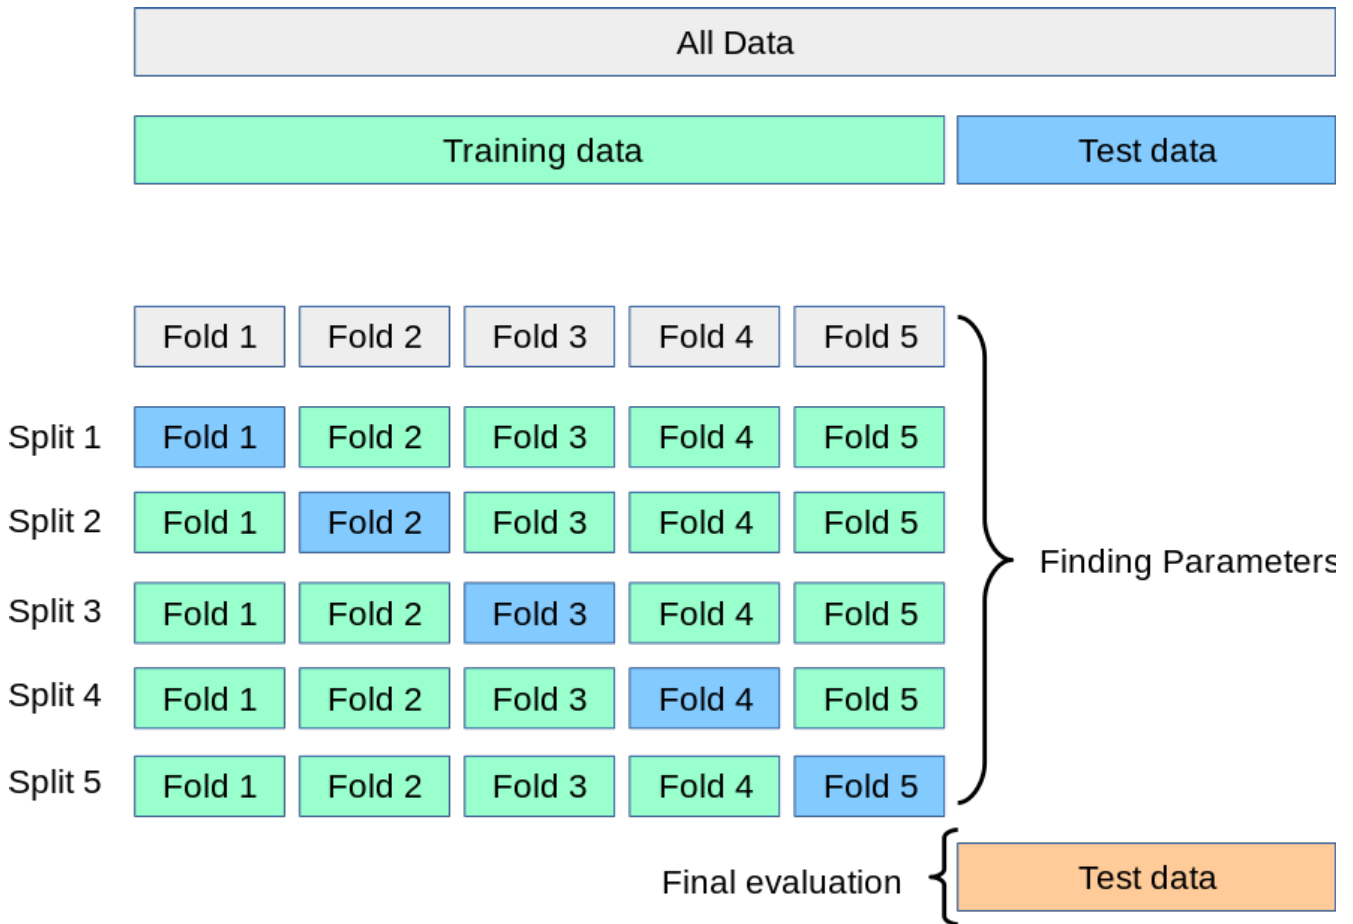 All Data
Training data Test data
Fold 1 Fold 2 Fold 3 Fold 4 Fold 5
Split 1 Fold 1 Fold 2 Fold 3 Fold 4 Fold 5
Split 2 Fold 1 Fold 2 Fold 3 Fold 4 Fold 5
Finding Parameters
Split 3 Fold 1 Fold 2 Fold 3 Fold 4 Fold 5
Split 4 Fold 1 Fold 2 Fold 3 Fold 4 Fold 5
Split 5 Fold 1 Fold 2 Fold 3 Fold 4 Fold 5
Final evaluation Test data